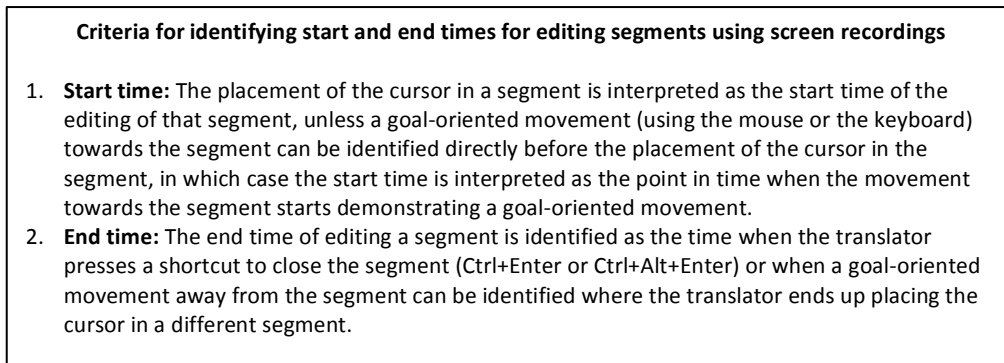 Criteria for identifying start and end times for editing segments using screen recordings
1. Start time: The placement of the cursor in a segment is interpreted as the start time of the
editing of that segment, unless a goal-oriented movement (using the mouse or the keyboard)
towards the segment can be identified directly before the placement of the cursor in the
segment, in which case the start time is interpreted as the point in time when the movement
towards the segment starts demonstrating a goal-oriented movement.
2. End time: The end time of editing a segment is identified as the time when the translator
presses a shortcut to close the segment (Ctrl+Enter or Ctrl+Alt+Enter) or when a goal-oriented
movement away from the segment can be identified where the translator ends up placing the
cursor in a different segment.